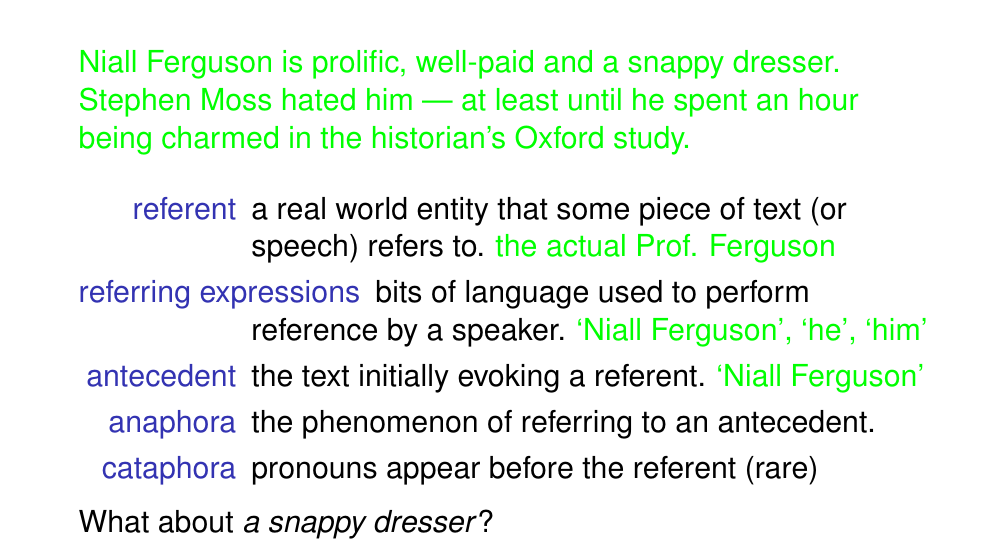 Niall Ferguson is prolific, well-paid and a snappy dresser.
Stephen Moss hated him — at least until he spent an hour
being charmed in the historian’s Oxford study.
referent a real world entity that some piece of text (or
speech) refers to. the actual Prof. Ferguson
referring expressions bits of language used to perform
reference by a speaker. ‘Niall Ferguson’, ‘he’, ‘him’
antecedent the text initially evoking a referent. ‘Niall Ferguson’
anaphora the phenomenon of referring to an antecedent.
cataphora pronouns appear before the referent (rare)
What about a snappy dresser?